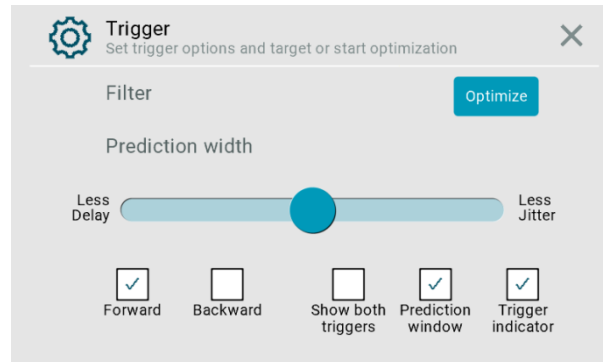 Trigger
Set trigger options and target or start optimization
Filter
Optimize
Prediction width
Less
Delay
Less
Jitter
Forward
Backward
Show both
triggers
Prediction
window
Trigger
indicator